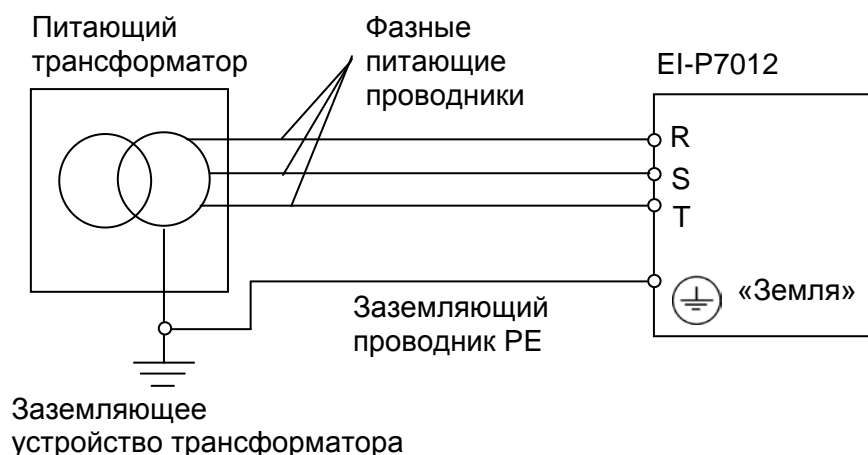 Питающий
трансформатор
Фазные
питающие
проводники
EI-P7012
R
S
T
«Земля»
Заземляющий
проводник PE
Заземляющее
устройство трансформатора